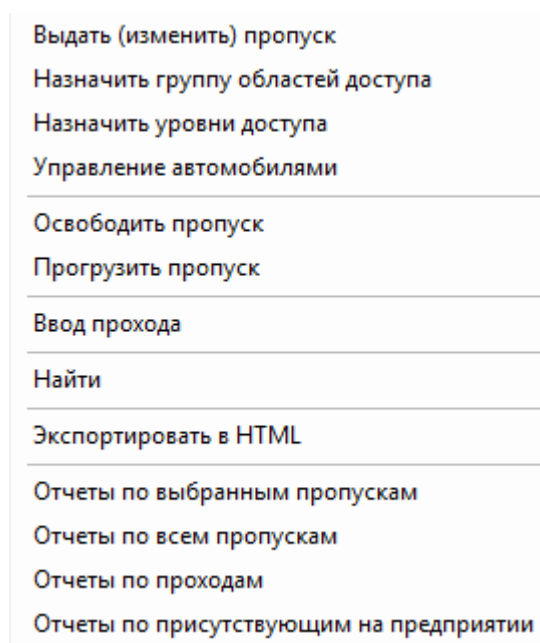 Выдать (изменить) пропуск
Назначить группу областей доступа
Назначить уровни доступа
Управление автомобилями
Освободить пропуск
Прогрузить пропуск
Ввод прохода
Найти
Экспортировать в HTML
Отчеты по выбранным пропускам
Отчеты по всем пропускам
Отчеты по проходам
Отчеты по присутствующим на предприятии